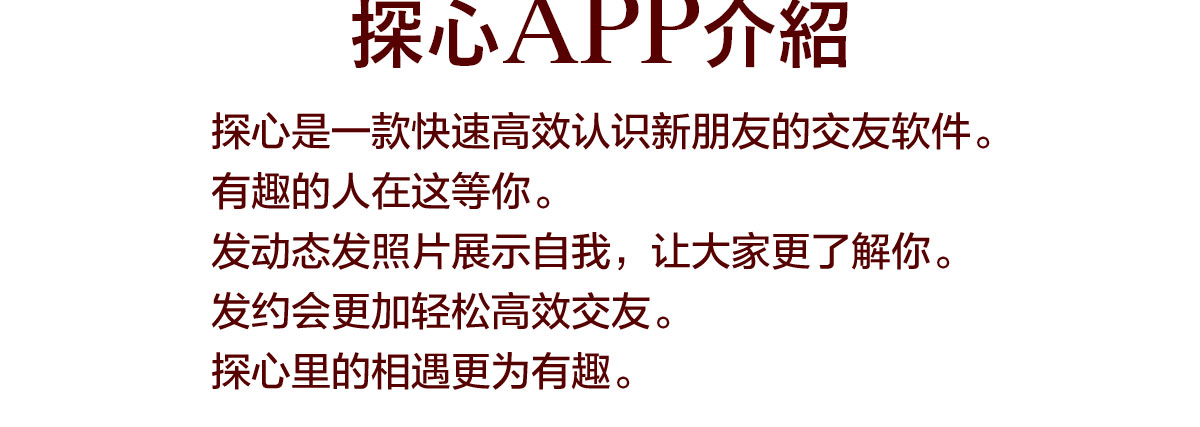 探心APP介紹
探心是一款快速高效认识新朋友的交友软件。
有趣的人在这等你。
发动态发照片展示自我，让大家更了解你。
发约会更加轻松高效交友。
探心里的相遇更为有趣。